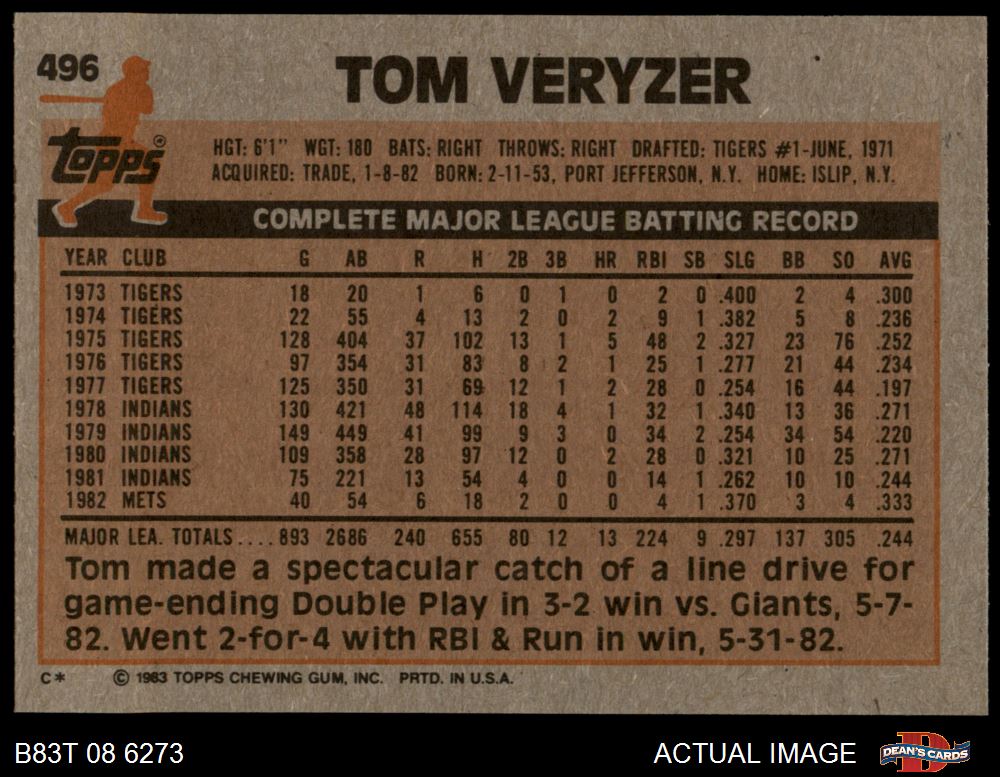 496
TOM VERYZER
Topps®
HGT: 6'1" WGT: 180 BATS: RIGHT THROWS: RIGHT DRAFTED: TIGERS #1-JUNE, 1971
ACQUIRED: TRADE, 1-8-82 BORN: 2-11-53, PORT JEFFERSON, N.Y. HOME: ISLIP, N.Y.
COMPLETE MAJOR LEAGUE BATTING RECORD
YEAR CLUB G AB R H 2B 3B HR RBI SB SLG BB SO AVG
1973 TIGERS 18 20 1 6 0 1 0 2 0 .400 2 4 .300
1974 TIGERS 22 55 4 13 2 0 2 9 1 .382 5 8 .236
1975 TIGERS 128 404 37 102 13 1 5 48 2 .327 23 76 .252
1976 TIGERS 97 354 31 83 8 2 1 25 1 .277 21 44 .234
1977 TIGERS 125 350 31 69 12 1 2 28 0 .254 16 44 .197
1978 INDIANS 130 421 48 114 18 4 1 32 1 .340 13 36 .271
1979 INDIANS 149 449 41 99 9 3 0 34 2 .254 34 54 .220
1980 INDIANS 109 358 28 97 12 0 2 28 0 .321 10 25 .271
1981 INDIANS 75 221 13 54 4 0 0 14 1 .262 10 10 .244
1982 METS 40 54 6 18 2 0 0 4 1 .370 3 4 .333
MAJOR LEA. TOTALS.... 893 2686 240 655 80 12 13 224 9 .297 137 305 .244
Tom made a spectacular catch of a line drive for
game-ending Double Play in 3-2 win vs. Giants, 5-7-
82. Went 2-for-4 with RBI & Run in win, 5-31-82.
C* © 1983 TOPPS CHEWING GUM, INC. PRTD. IN U.S.A.
B83T 08 6273 ACTUAL IMAGE DEAN'S CARDS